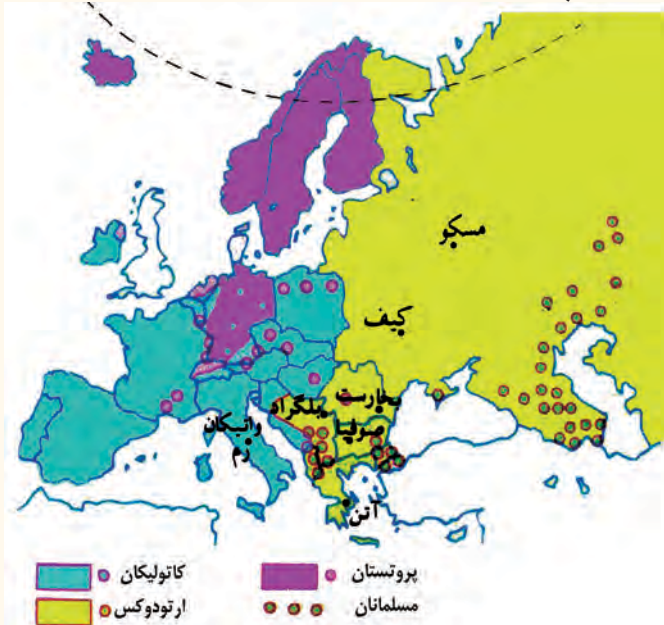 مسکو
کیف
بخارست
بلگراد
صوفیا
واتیکان
رم
آتن
کاتولیکان
پروتستان
ارتودوکس
مسلمانان